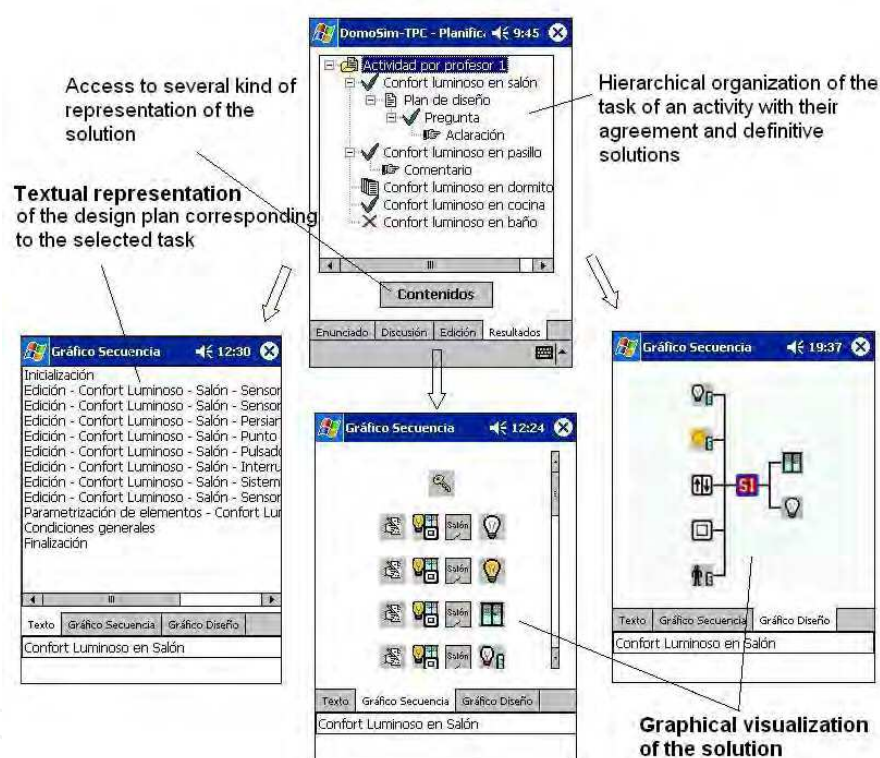 DomoSim-TPC - Planific 9:45
Actividad por profesor 1
Confort luminoso en salón
Plan de diseño
Pregunta
Aclaración
Confort luminoso en pasillo
Comentario
Confort luminoso en dormito
Confort luminoso en cocina
Confort luminoso en baño
Contenidos
Enunciado Discusión Edición Resultados
Access to several kind of
representation of the
solution
Textual representation
of the design plan corresponding
to the selected task
Hierarchical organization of the
task of an activity with their
agreement and definitive
solutions
Gráfico Secuencia 12:30
Inicialización
Edición - Confort Luminoso - Salón - Sensor
Edición - Confort Luminoso - Salón - Sensor
Edición - Confort Luminoso - Salón - Persian
Edición - Confort Luminoso - Salón - Punto
Edición - Confort Luminoso - Salón - Pulsado
Edición - Confort Luminoso - Salón - Interru
Edición - Confort Luminoso - Salón - Sistem
Edición - Confort Luminoso - Salón - Sensor
Parametrización de elementos - Confort Lur
Condiciones generales
Finalización
Texto Gráfico Secuencia Gráfico Diseño
Confort Luminoso en Salón
Gráfico Secuencia 12:24
Salón
Salón
Salón
Salón
Texto Gráfico Secuencia Gráfico Diseño
Confort Luminoso en Salón
Gráfico Secuencia 19:37
S1
Texto Gráfico Secuencia Gráfico Diseño
Confort Luminoso en Salón
Graphical visualization
of the solution